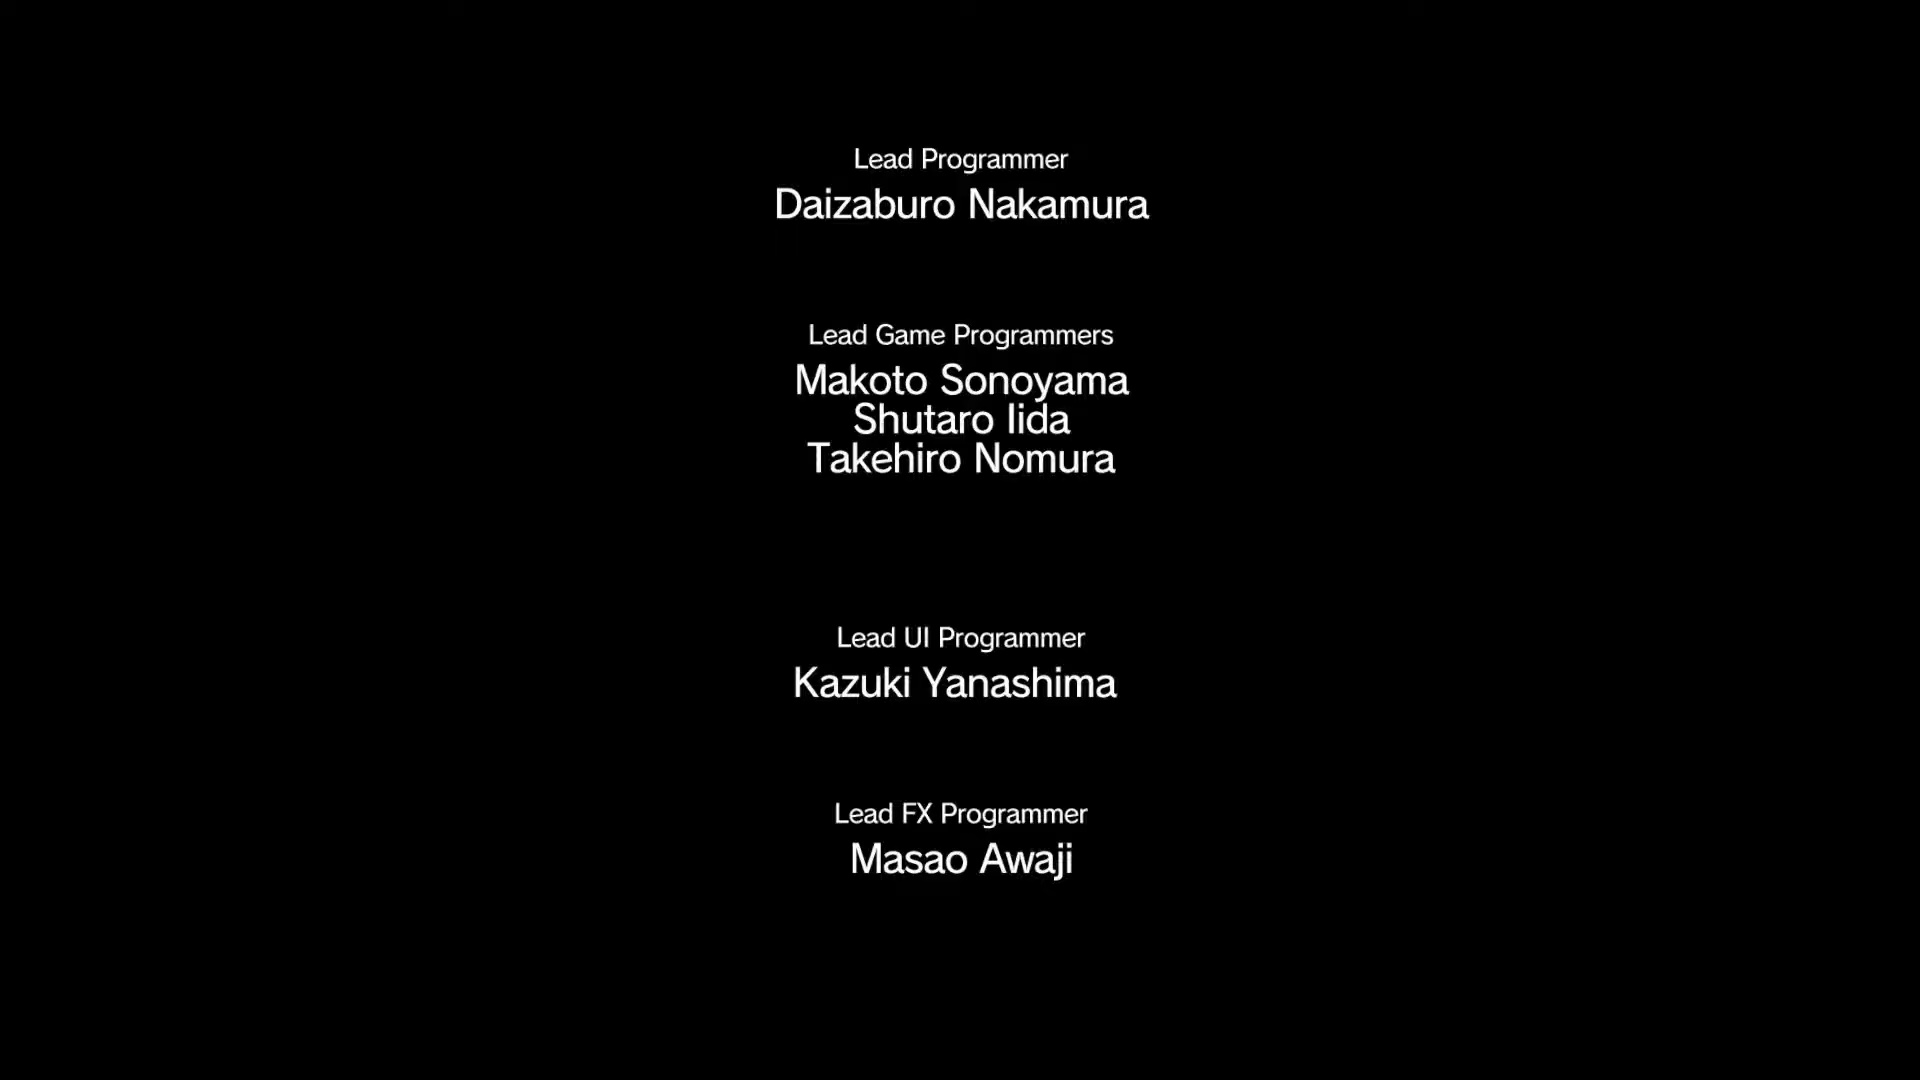 Lead Programmer
Daizaburo Nakamura
Lead Game Programmers
Makoto Sonoyama
Shutaro Iida
Takehiro Nomura
Lead UI Programmer
Kazuki Yanashima
Lead FX Programmer
Masao Awaji